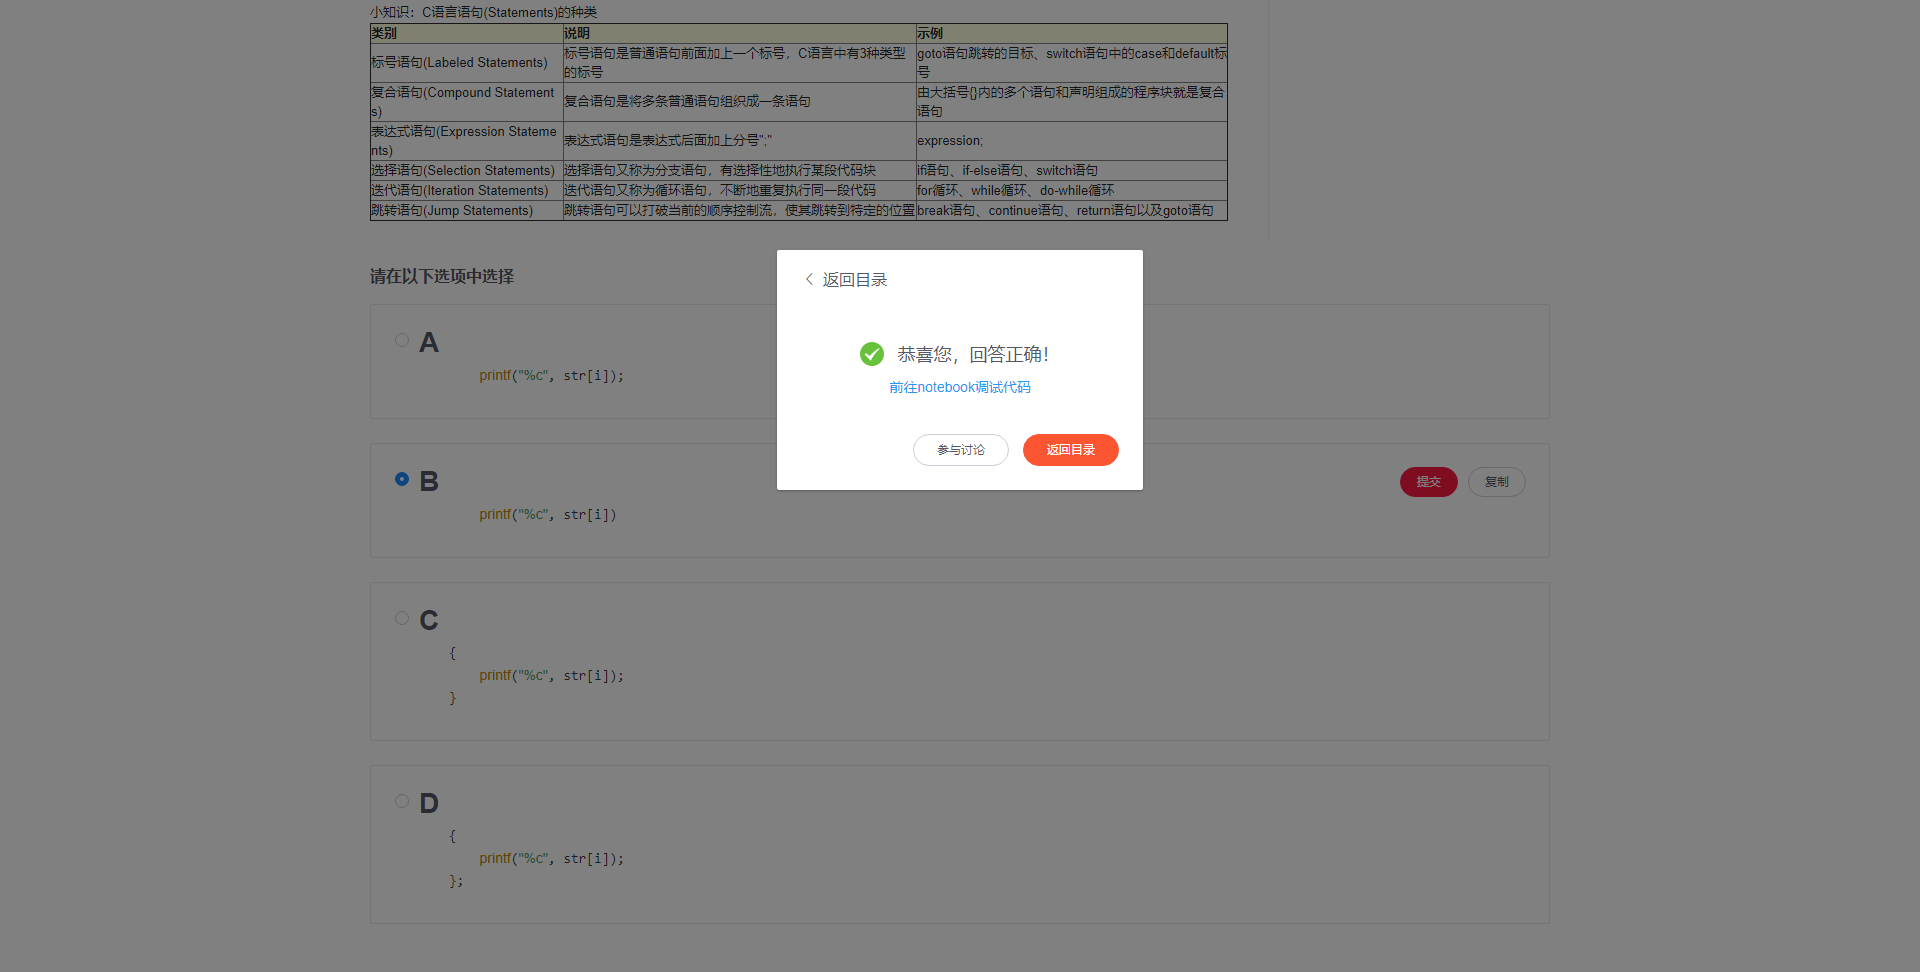 小知识：C语言语句(Statements)的种类
类别 说明 示例
标号语句(Labeled Statements) 标号语句是普通语句前面加上一个标号，C语言中有3种类型的标号 goto语句跳转的目标、switch语句中的case和default标号
复合语句(Compound Statements) 复合语句是将多条普通语句组织成一条语句 由大括号{}内的多个语句和声明组成的程序块就是复合语句
表达式语句(Expression Statements) 表达式语句是表达式后面加上分号";" expression;
选择语句(Selection Statements) 选择语句又称为分支语句，有选择性地执行某段代码块 if语句、if-else语句、switch语句
迭代语句(Iteration Statements) 迭代语句又称为循环语句，不断地重复执行同一段代码 for循环、while循环、do-while循环
跳转语句(Jump Statements) 跳转语句可以打破当前的顺序控制流，使其跳转到特定的位置 break语句、continue语句、return语句以及goto语句
请在以下选项中选择
返回目录
恭喜您，回答正确！
前往notebook调试代码
参与讨论 返回目录
A
printf("%c", str[i]);
B
提交 复制
printf("%c", str[i])
C
{
printf("%c", str[i]);
}
D
{
printf("%c", str[i]);
};